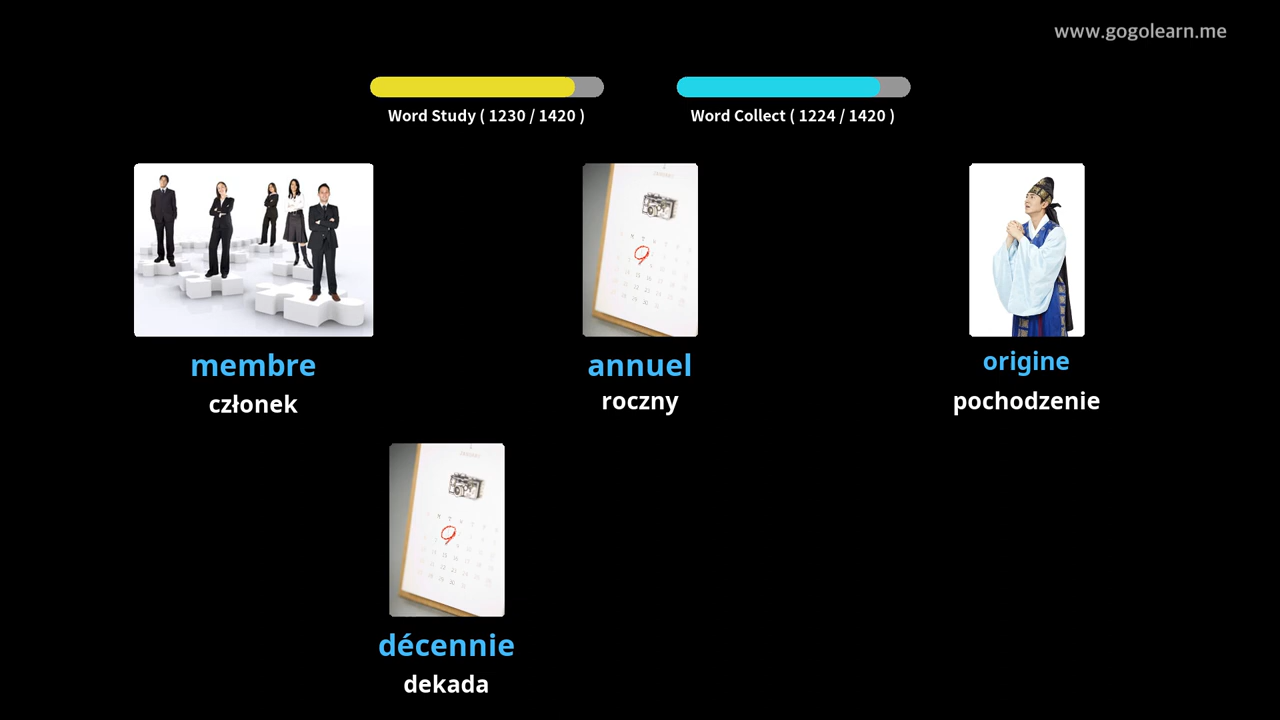 www.gogolearn.me
Word Study ( 1230 / 1420 )
Word Collect ( 1224 / 1420 )
membre
członek
annuel
roczny
origine
pochodzenie
décennie
dekada